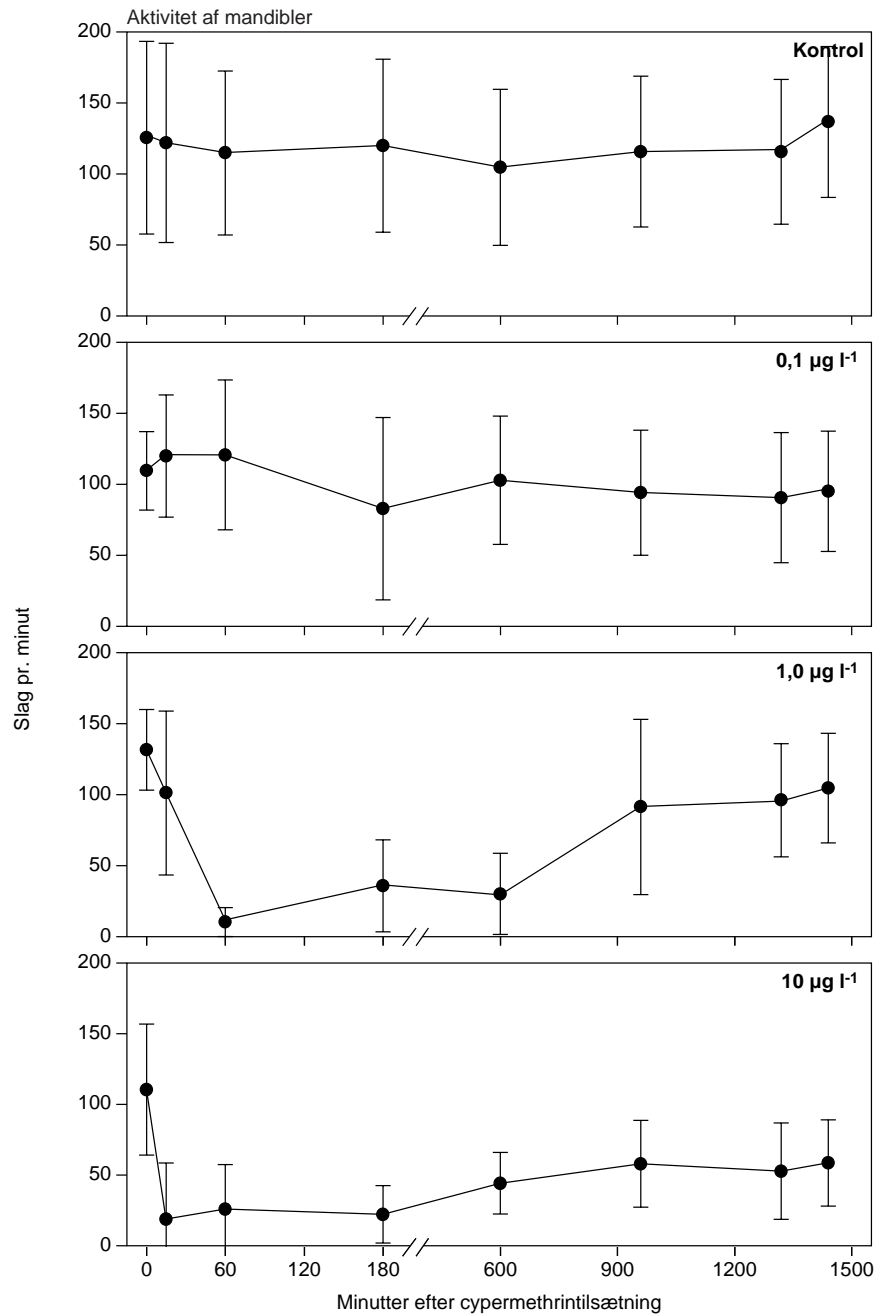 Aktivitet af mandibler
Kontrol
200
150
100
50
0
0,1 µg l-1
200
150
100
50
0
1,0 µg l-1
200
150
100
50
0
10 µg l-1
200
150
100
50
0
Slag pr. minut
0 60 120 180 600 900 1200 1500
Minutter efter cypermethrintilsætning